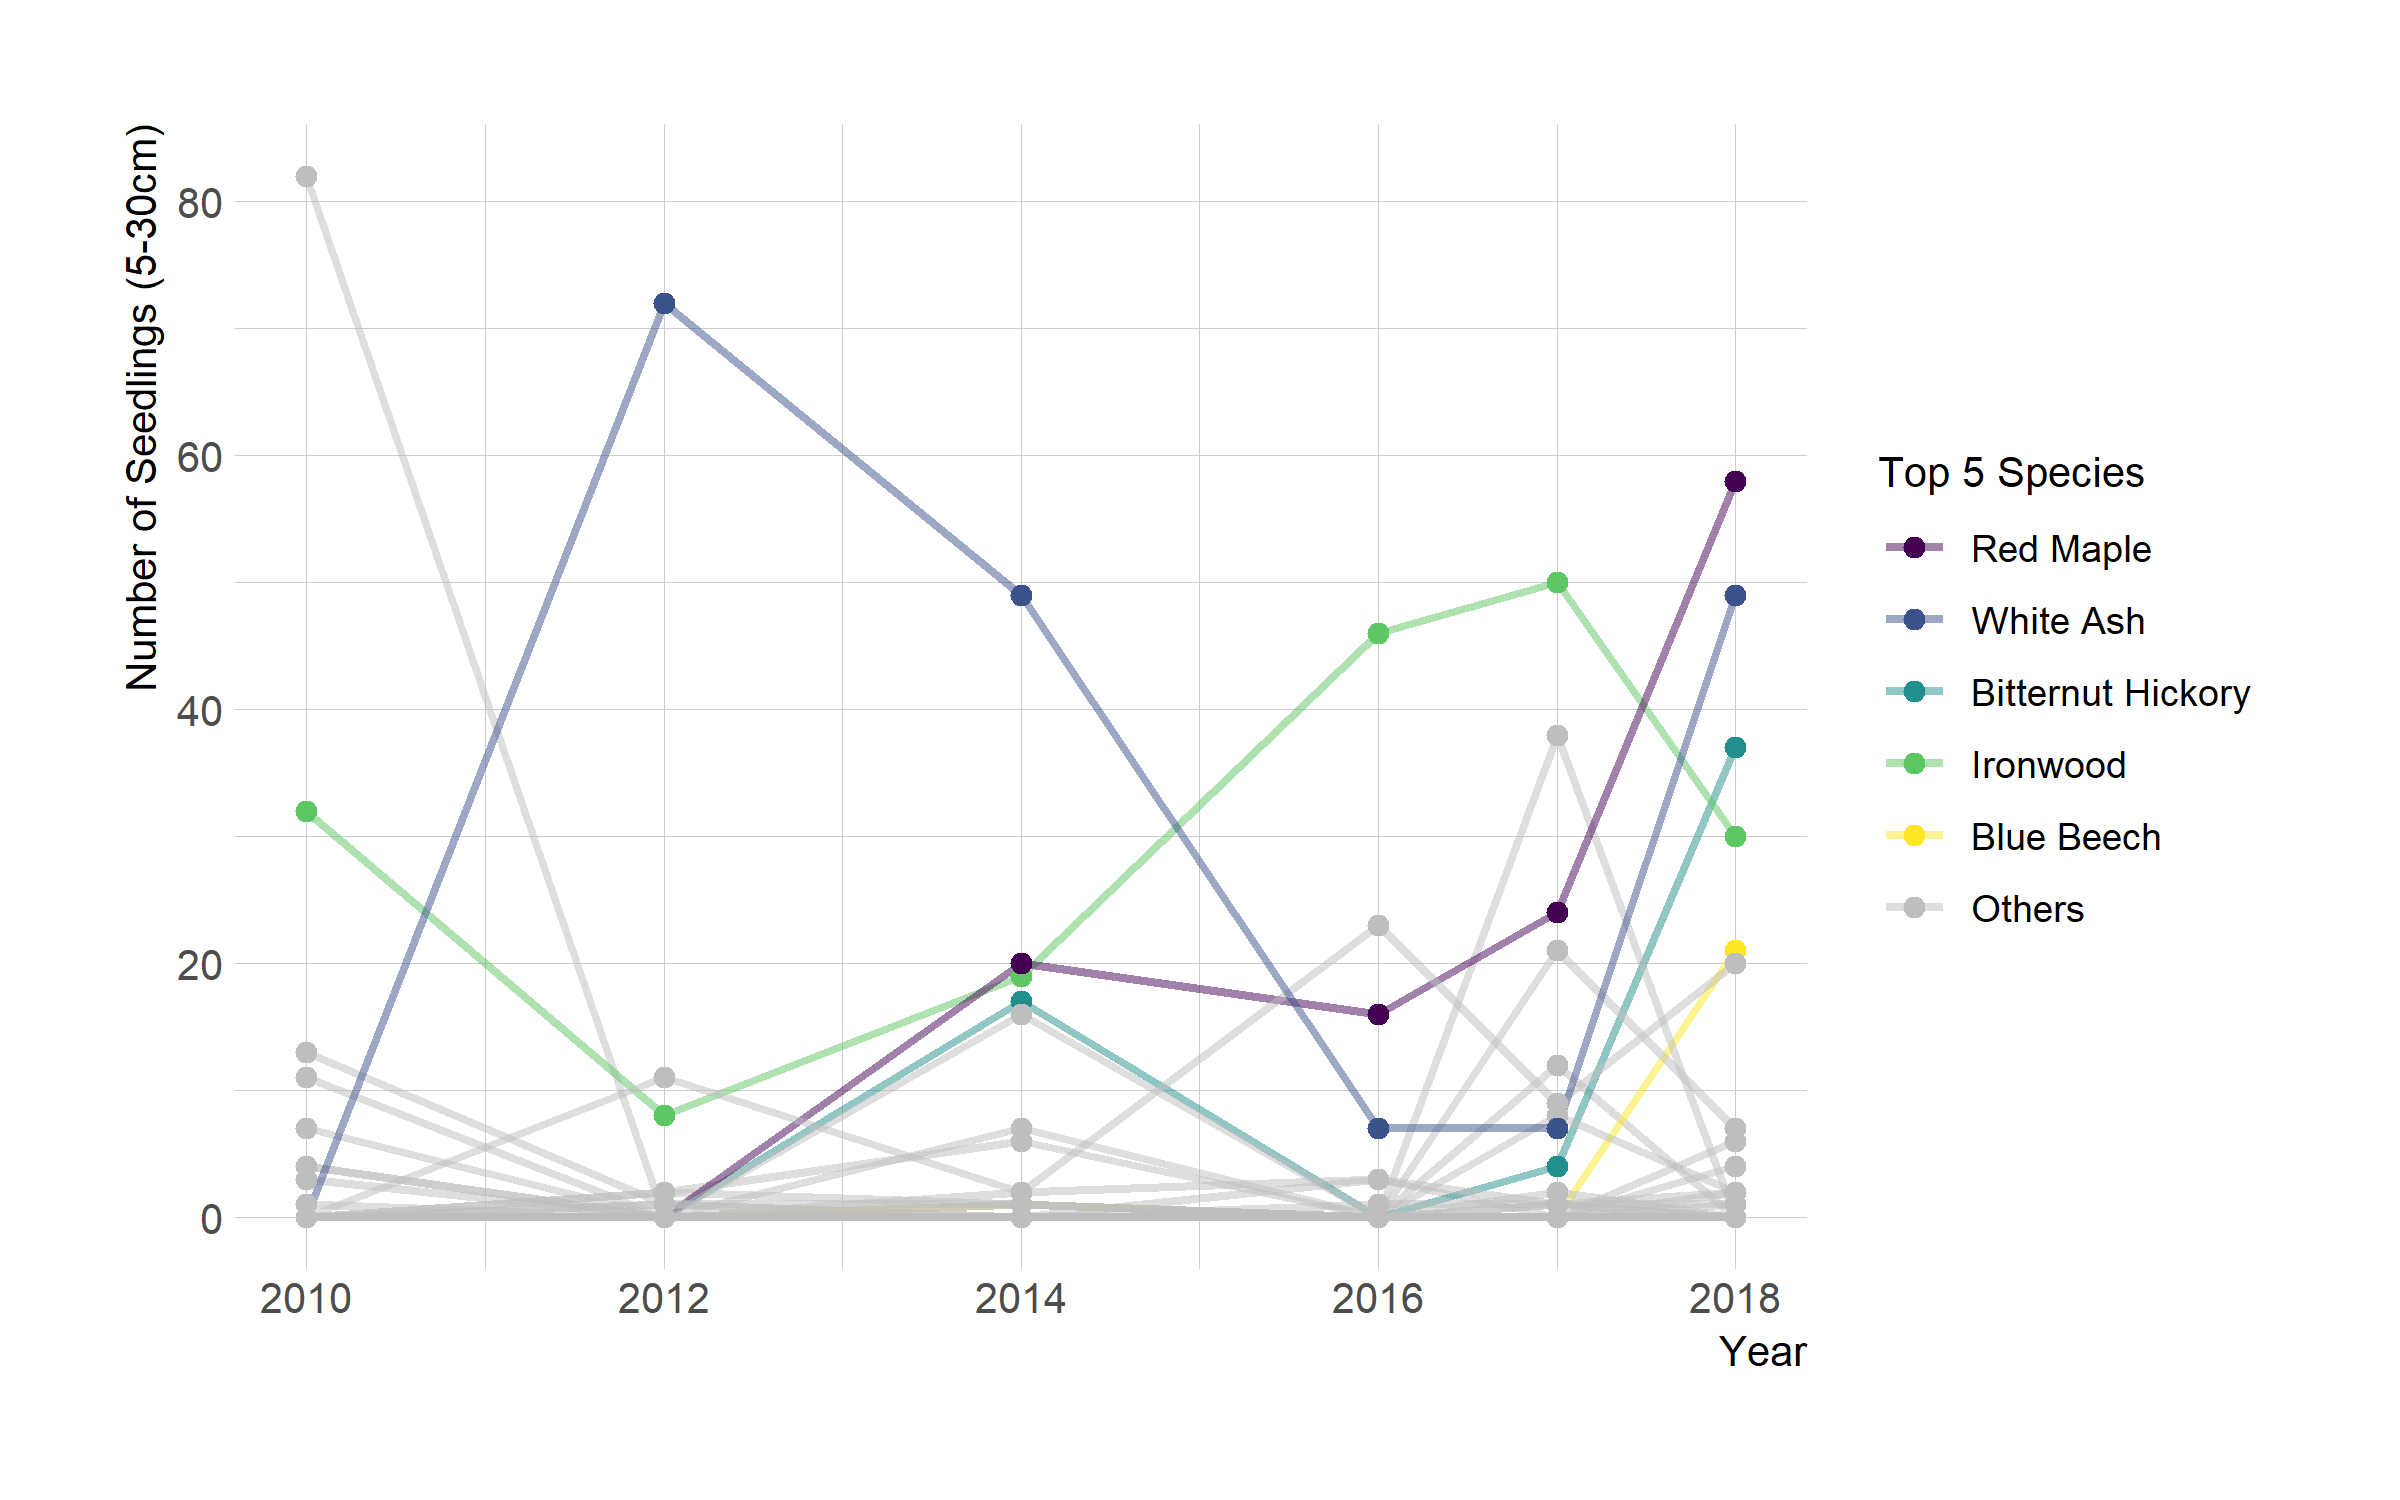 Number of Seedlings (5-30cm)
80
60
40
20
0
2010
2012
2014
2016
2018
Year
Top 5 Species
Red Maple
White Ash
Bitternut Hickory
Ironwood
Blue Beech
Others